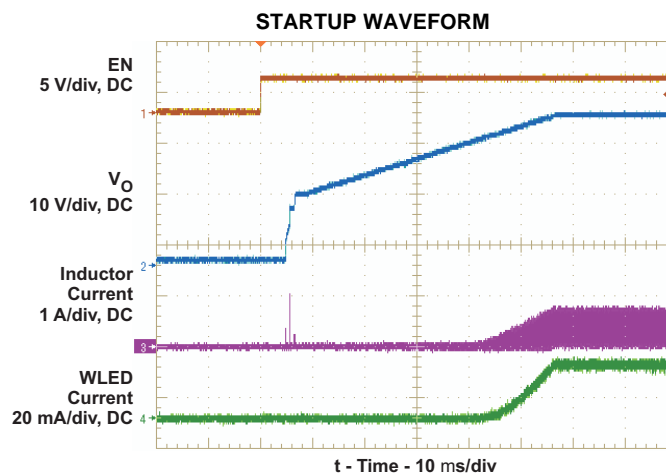 STARTUP WAVEFORM
EN
5 V/div, DC
1
VO
10 V/div, DC
2
Inductor
Current
1 A/div, DC
3
WLED
Current
20 mA/div, DC
4
t - Time - 10 ms/div